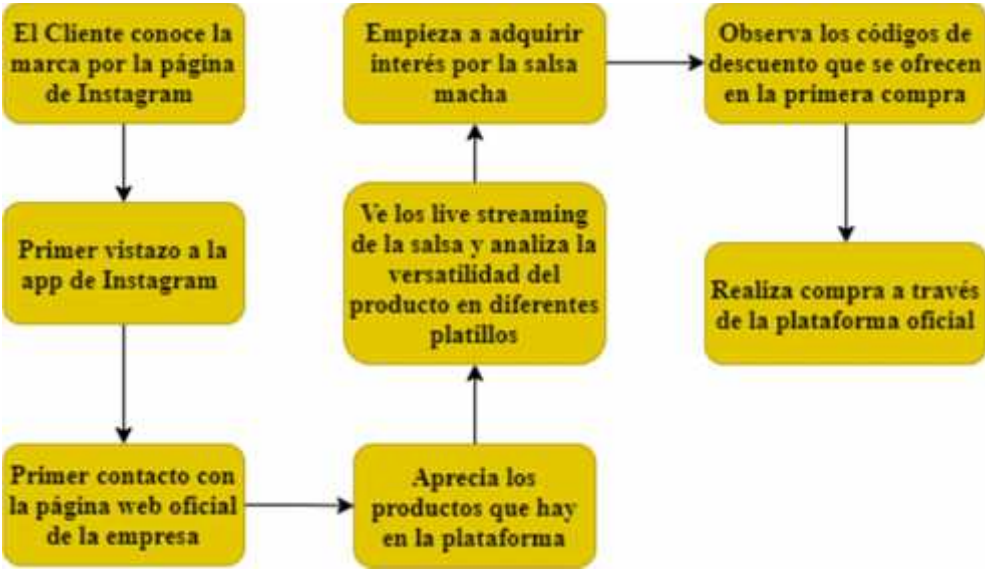 El Cliente conoce la
marca por la página
de Instagram
Primer vistazo a la
app de Instagram
Primer contacto con
la página web oficial
de la empresa
Aprecia los
productos que hay
en la plataforma
Ve los live streaming
de la salsa y analiza la
versatilidad del
producto en diferentes
platillos
Empieza a adquirir
interés por la salsa
macha
Observa los códigos de
descuento que se ofrecen
en la primera compra
Realiza compra a través
de la plataforma oficial